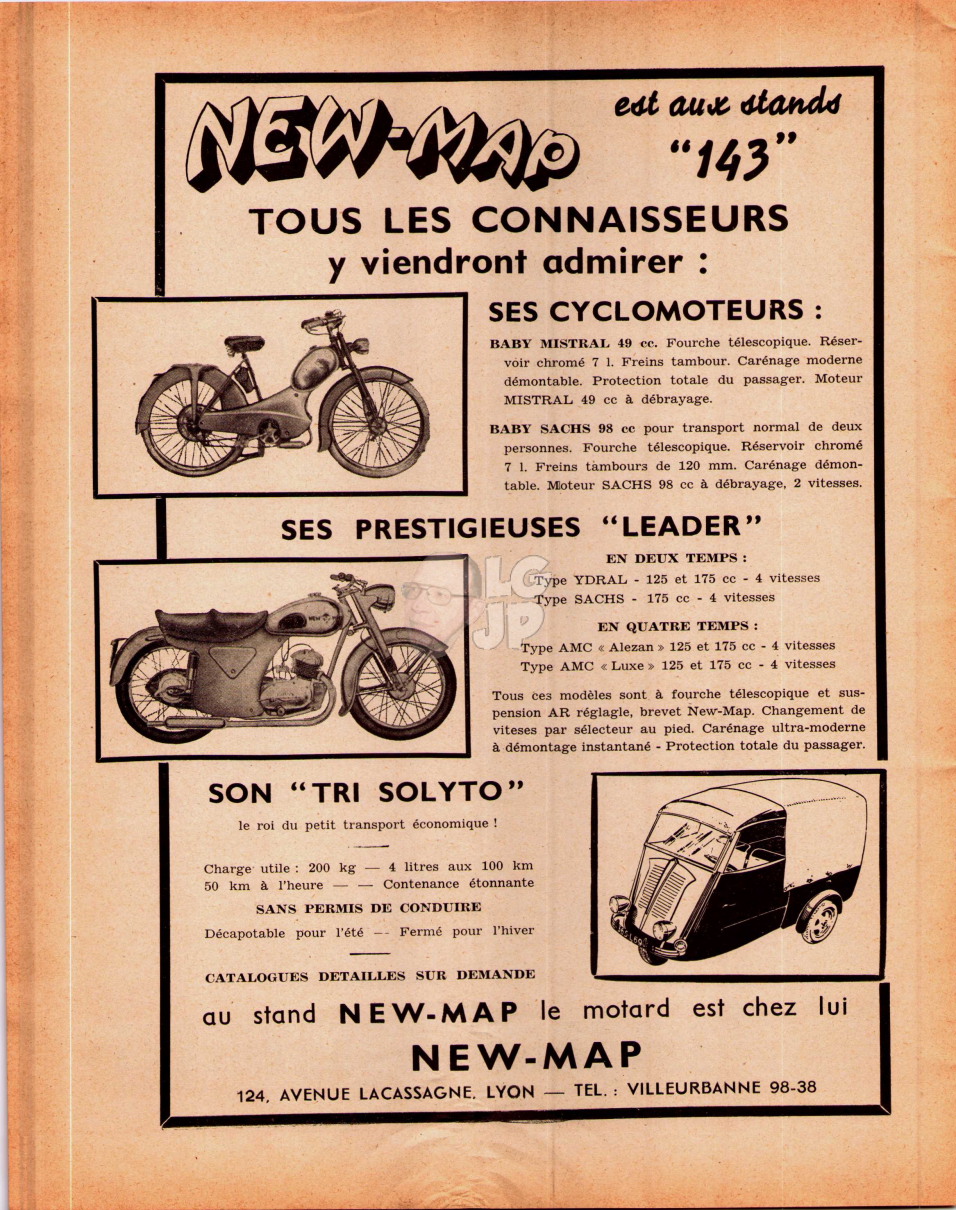 NEW-MAP
est aux stands
"143"
TOUS LES CONNAISSEURS
y viendront admirer :
SES CYCLOMOTEURS :
BABY MISTRAL 49 cc. Fourche télescopique. Réser-
voir chromé 7 l. Freins tambour. Carénage moderne
démontable. Protection totale du passager. Moteur
MISTRAL 49 cc à débrayage.
BABY SACHS 98 cc pour transport normal de deux
personnes. Fourche télescopique. Réservoir chromé
7 l. Freins tambours de 120 mm. Carénage démon-
table. Moteur SACHS 98 cc à débrayage, 2 vitesses.
SES PRESTIGIEUSES "LEADER"
EN DEUX TEMPS :
Type YDRAL - 125 et 175 cc - 4 vitesses
Type SACHS - 175 cc - 4 vitesses
EN QUATRE TEMPS :
Type AMC « Alezan » 125 et 175 cc - 4 vitesses
Type AMC « Luxe » 125 et 175 cc - 4 vitesses
Tous ces modèles sont à fourche télescopique et sus-
pension AR réglagle, brevet New-Map. Changement de
viteses par sélecteur au pied. Carénage ultra-moderne
à démontage instantané - Protection totale du passager.
LG
JP
SON "TRI SOLYTO"
le roi du petit transport économique !
Charge utile : 200 kg — 4 litres aux 100 km
50 km à l'heure — — Contenance étonnante
SANS PERMIS DE CONDUIRE
Décapotable pour l'été -- Fermé pour l'hiver
CATALOGUES DETAILLES SUR DEMANDE
au stand NEW-MAP le motard est chez lui
NEW-MAP
124, AVENUE LACASSAGNE, LYON — TEL. : VILLEURBANNE 98-38